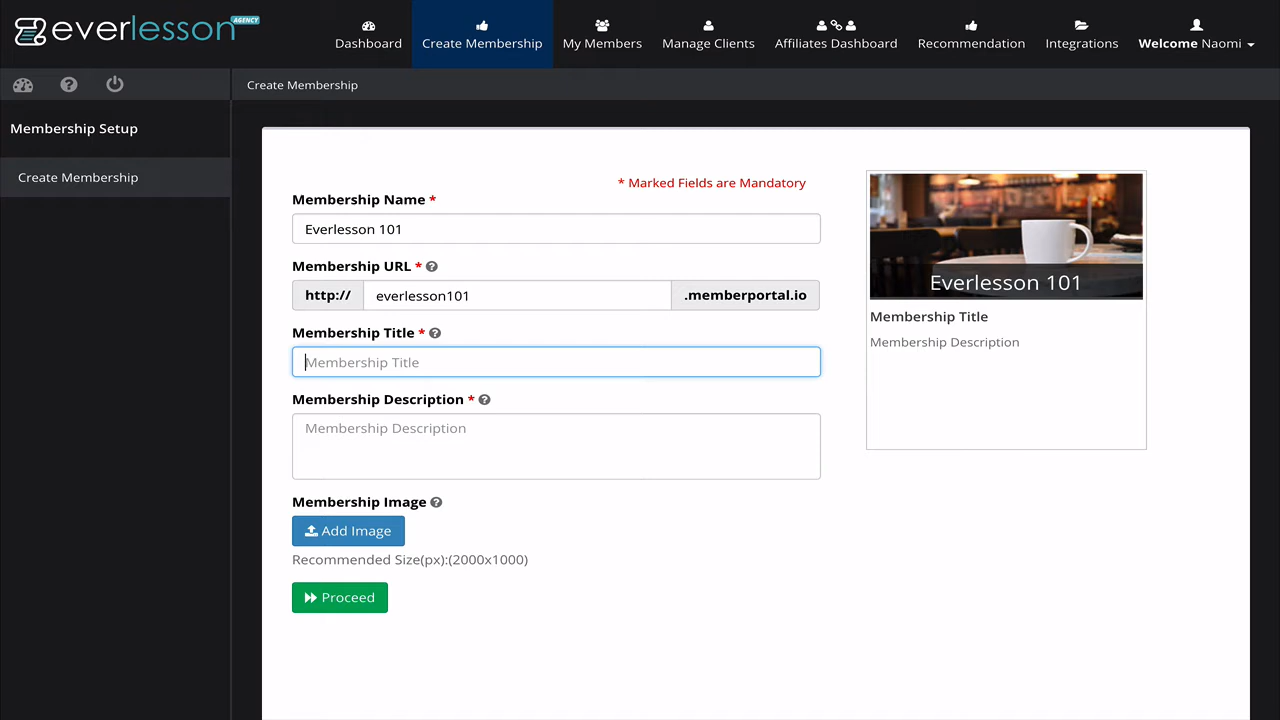 everlesson AGENCY
Dashboard
Create Membership
My Members
Manage Clients
Affiliates Dashboard
Recommendation
Integrations
Welcome Naomi
Create Membership
Membership Setup
Create Membership
* Marked Fields are Mandatory
Membership Name *
Everlesson 101
Membership URL *
http:// everlesson101 .memberportal.io
Membership Title *
Membership Title
Membership Description *
Membership Description
Membership Image
Add Image
Recommended Size(px):(2000x1000)
Proceed
Everlesson 101
Membership Title
Membership Description